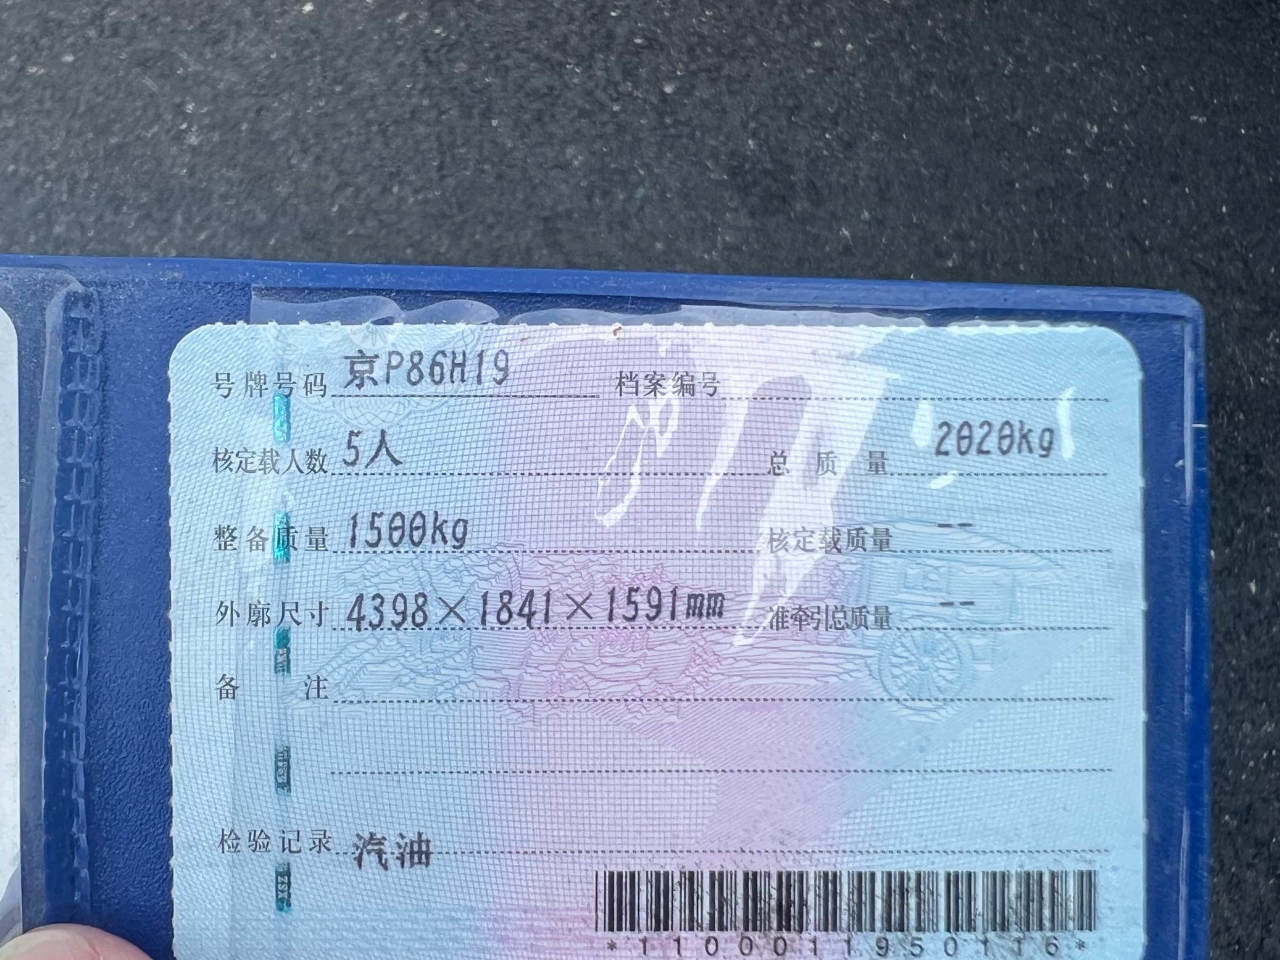 号牌号码 京P86H19 档案编号
核定载人数 5人 总质量 2020kg
整备质量 1500kg 核定载质量 --
外廓尺寸 4398×1841×1591mm 准牵引总质量 --
备注
检验记录 汽油
*1100011950116*